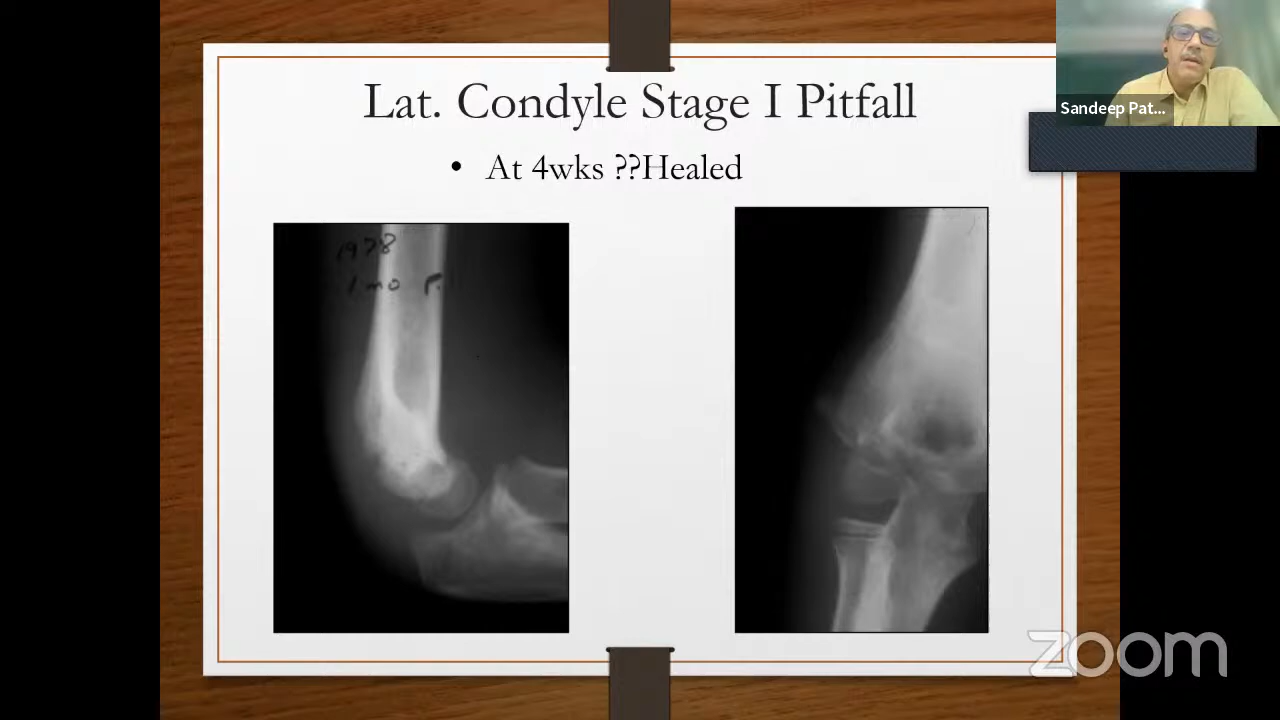 Lat. Condyle Stage I Pitfall
• At 4wks ??Healed
1978
1 mo P.
Sandeep Pat...
zoom